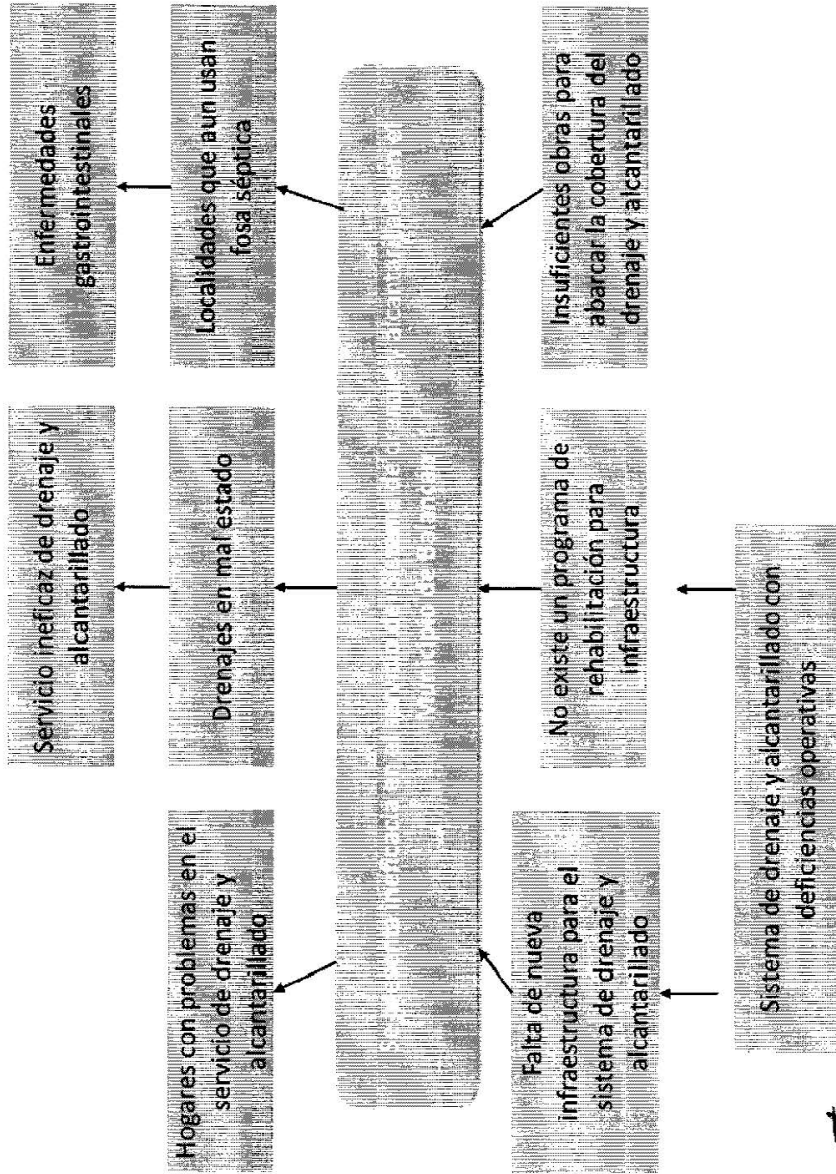 Servicio ineficaz de drenaje y
alcantarillado
Enfermedades
gastrointestinales
Hogares con problemas en el
servicio de drenaje y
alcantarillado
Drenajes en mal estado
Localidades que aun usan
fosa séptica
Falta de nueva
infraestructura para el
sistema de drenaje y
alcantarillado
No existe un programa de
rehabilitación para
infraestructura
Insuficientes obras para
abarcar la cobertura del
drenaje y alcantarillado
Sistema de drenaje y alcantarillado con
deficiencias operativas